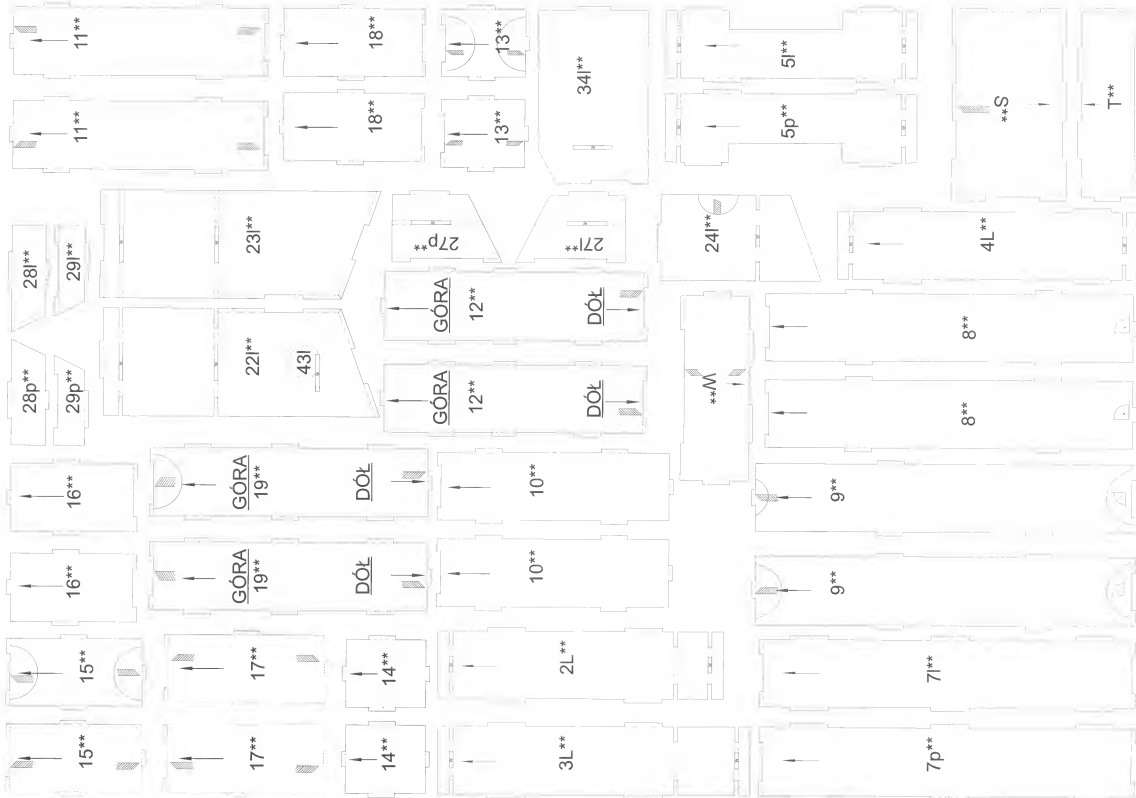 11**
18**
13**
34l**
5l**
S**
T**
11**
18**
13**
5p**
28l**
29l**
23l**
27p**
27l**
24l**
4L**
28p**
29p**
22l**
43l
GÓRA
12**
DÓŁ
W**
8**
GÓRA
12**
DÓŁ
8**
16**
GÓRA
19**
DÓŁ
10**
9**
16**
GÓRA
19**
DÓŁ
10**
9**
15**
17**
14**
2L**
7l**
15**
17**
14**
3L**
7p**